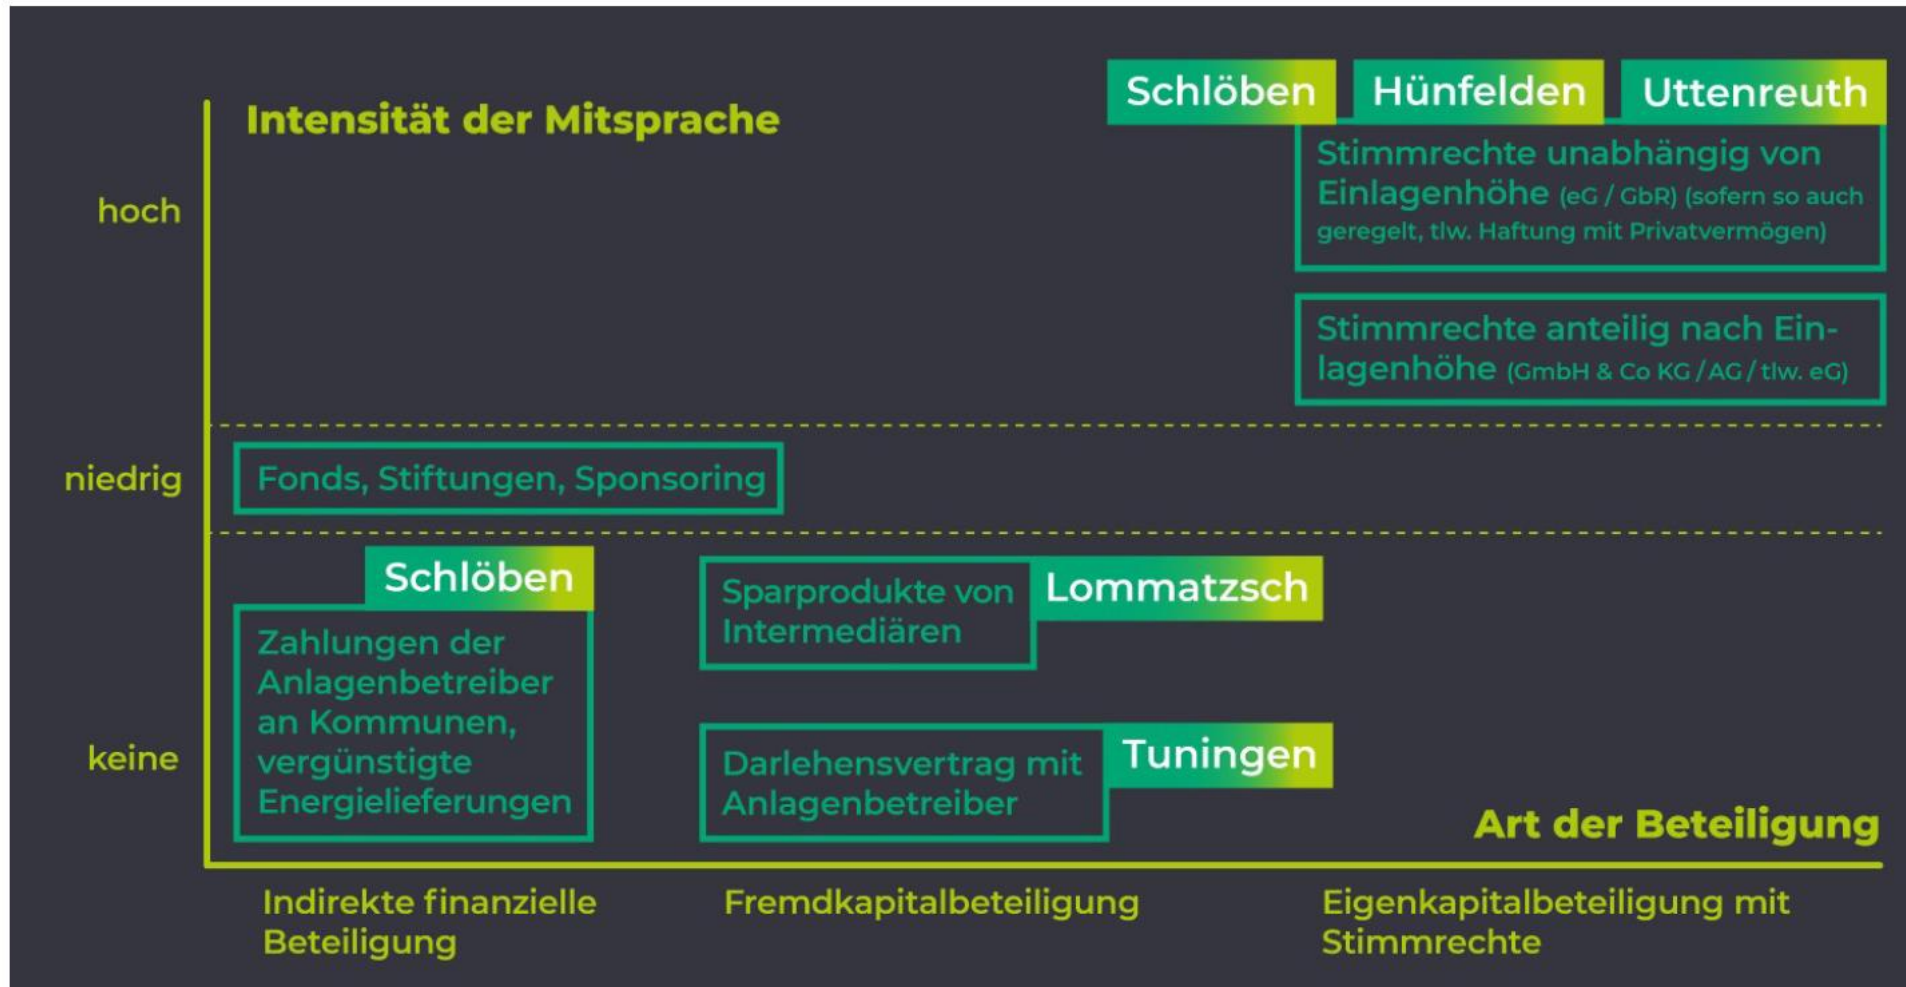 Intensität der Mitsprache
Schlöben
Hünfelden
Uttenreuth
Stimmrechte unabhängig von
Einlagenhöhe (eG / GbR) (sofern so auch
geregelt, tlw. Haftung mit Privatvermögen)
hoch
Stimmrechte anteilig nach Ein-
lagenhöhe (GmbH & Co KG / AG / tlw. eG)
niedrig
Fonds, Stiftungen, Sponsoring
Schlöben
Zahlungen der
Anlagenbetreiber
an Kommunen,
vergünstigte
Energielieferungen
Sparprodukte von
Intermediären
Lommatzsch
keine
Darlehensvertrag mit
Anlagenbetreiber
Tuningen
Art der Beteiligung
Indirekte finanzielle
Beteiligung
Fremdkapitalbeteiligung
Eigenkapitalbeteiligung mit
Stimmrechte